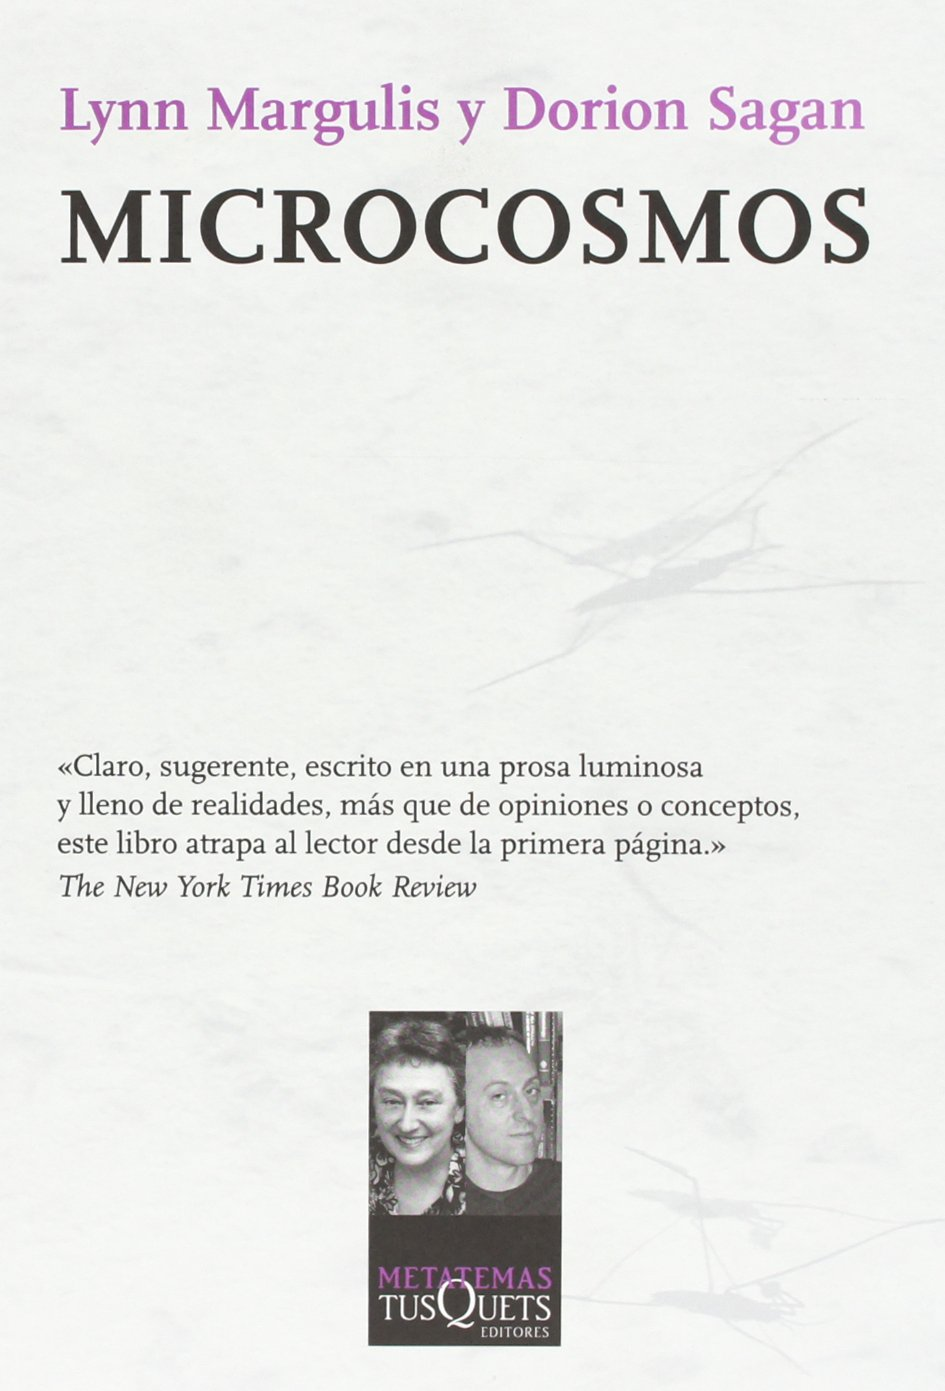 Lynn Margulis y Dorion Sagan
MICROCOSMOS
«Claro, sugerente, escrito en una prosa luminosa
y lleno de realidades, más que de opiniones o conceptos,
este libro atrapa al lector desde la primera página.»
The New York Times Book Review
METATEMAS
TUSQUETS
EDITORES